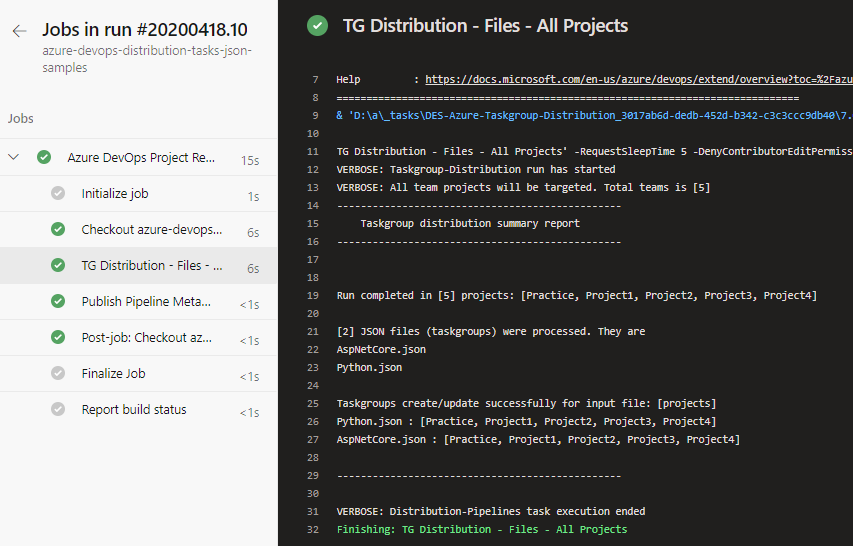 Jobs in run #20200418.10
azure-devops-distribution-tasks-json-
samples
Jobs
Azure DevOps Project Re... 15s
Initialize job 1s
Checkout azure-devops... 6s
TG Distribution - Files - ... 6s
Publish Pipeline Meta... <1s
Post-job: Checkout az... <1s
Finalize Job <1s
Report build status <1s
TG Distribution - Files - All Projects
7 Help : https://docs.microsoft.com/en-us/azure/devops/extend/overview?toc=%2Fazu
8 ==============================================================================
9 & 'D:\a\_tasks\DES-Azure-Taskgroup-Distribution_3017ab6d-dedb-452d-b342-c3c3ccc9db40\7.
10
11 TG Distribution - Files - All Projects' -RequestSleepTime 5 -DenyContributorEditPermiss
12 VERBOSE: Taskgroup-Distribution run has started
13 VERBOSE: All team projects will be targeted. Total teams is [5]
14 ------------------------------------------------
15 Taskgroup distribution summary report
16 ------------------------------------------------
17
18
19 Run completed in [5] projects: [Practice, Project1, Project2, Project3, Project4]
20
21 [2] JSON files (taskgroups) were processed. They are
22 AspNetCore.json
23 Python.json
24
25 Taskgroups create/update successfully for input file: [projects]
26 Python.json : [Practice, Project1, Project2, Project3, Project4]
27 AspNetCore.json : [Practice, Project1, Project2, Project3, Project4]
28
29 ------------------------------------------------
30
31 VERBOSE: Distribution-Pipelines task execution ended
32 Finishing: TG Distribution - Files - All Projects